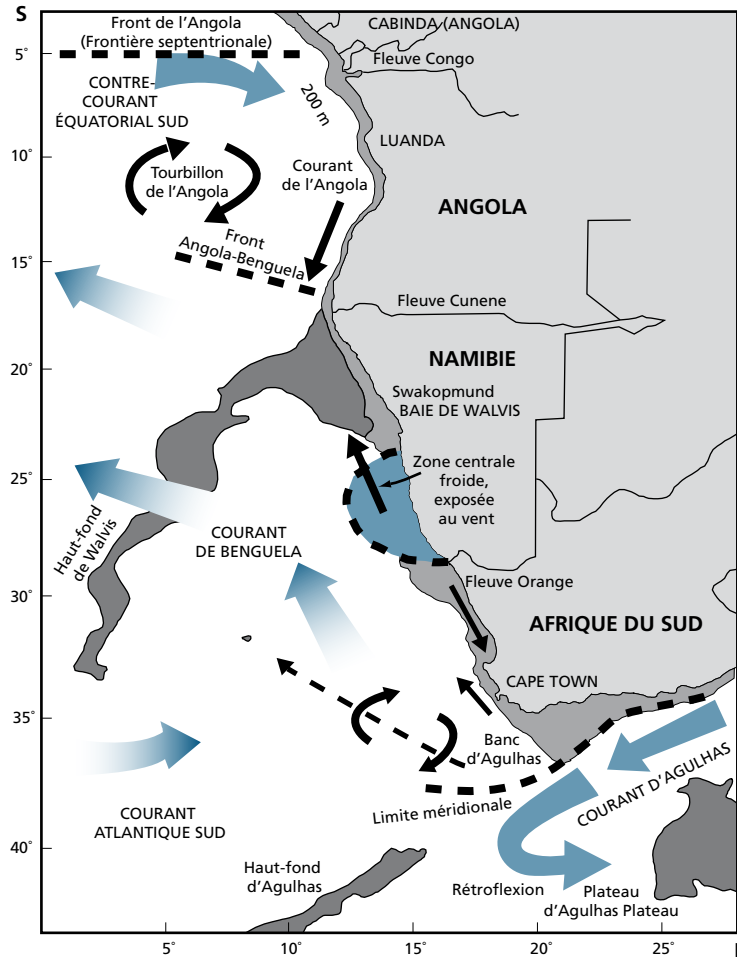 S
Front de l'Angola
(Frontière septentrionale)
CABINDA (ANGOLA)
5°
Fleuve Congo
CONTRE-
COURANT
ÉQUATORIAL SUD
200 m
LUANDA
10°
Tourbillon
de l'Angola
Courant
de l'Angola
ANGOLA
Front
Angola-Benguela
15°
Fleuve Cunene
NAMIBIE
20°
Swakopmund
BAIE DE WALVIS
Zone centrale
froide,
exposée
au vent
25°
Haut-fond
de Walvis
COURANT
DE BENGUELA
Fleuve Orange
30°
AFRIQUE DU SUD
CAPE TOWN
35°
Banc
d'Agulhas
COURANT D'AGULHAS
Limite méridionale
COURANT
ATLANTIQUE SUD
40°
Haut-fond
d'Agulhas
Rétroflexion
Plateau
d'Agulhas Plateau
5°
10°
15°
20°
25°